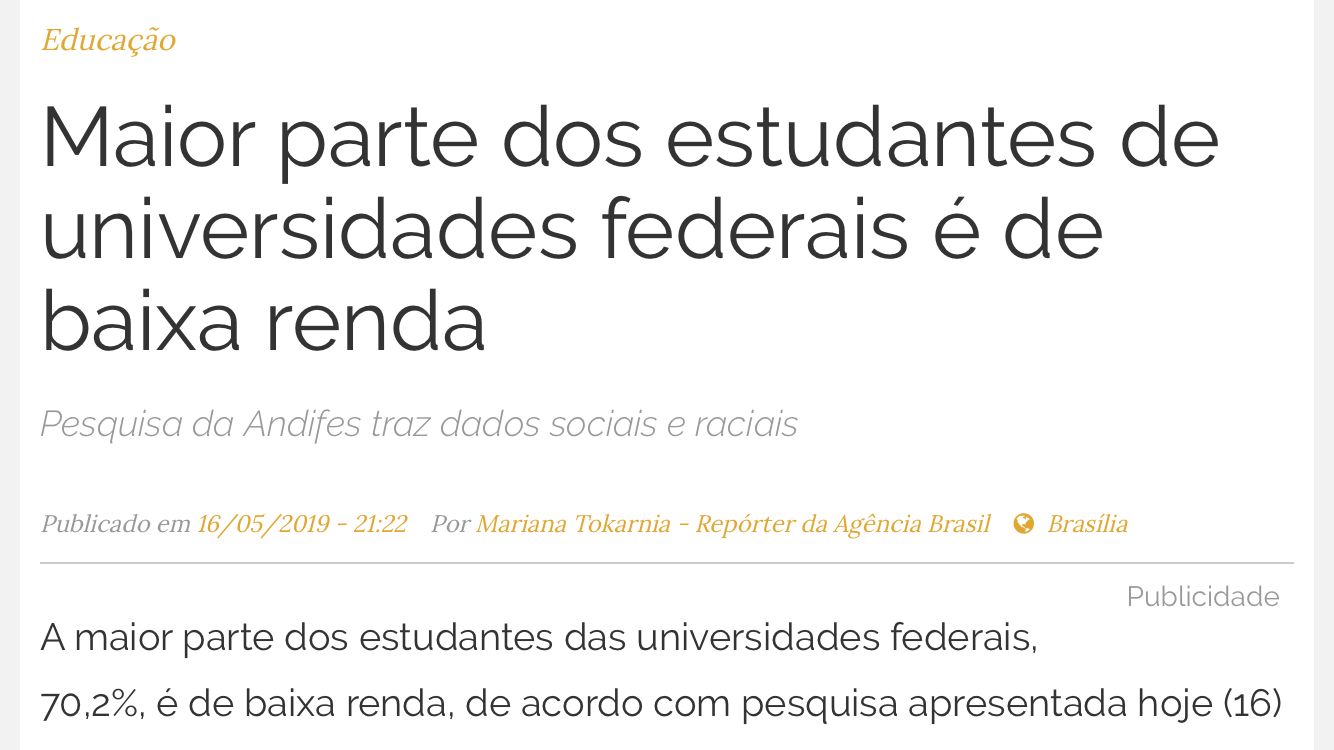 Educação
Maior parte dos estudantes de
universidades federais é de
baixa renda
Pesquisa da Andifes traz dados sociais e raciais
Publicado em 16/05/2019 - 21:22 Por Mariana Tokarnia - Repórter da Agência Brasil Brasília
Publicidade
A maior parte dos estudantes das universidades federais,
70,2%, é de baixa renda, de acordo com pesquisa apresentada hoje (16)